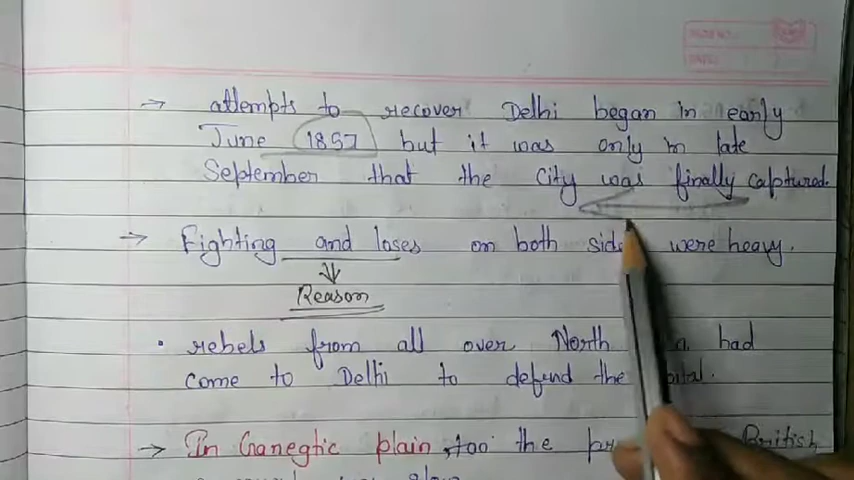 → attempts to recover Delhi began in early
June 1857 but it was only in late
September that the City was finally captured.
→ Fighting and loses on both side were heavy.
Reason
• rebels from all over North had
come to Delhi to defend the
→ In Ganegtic plain, too the British